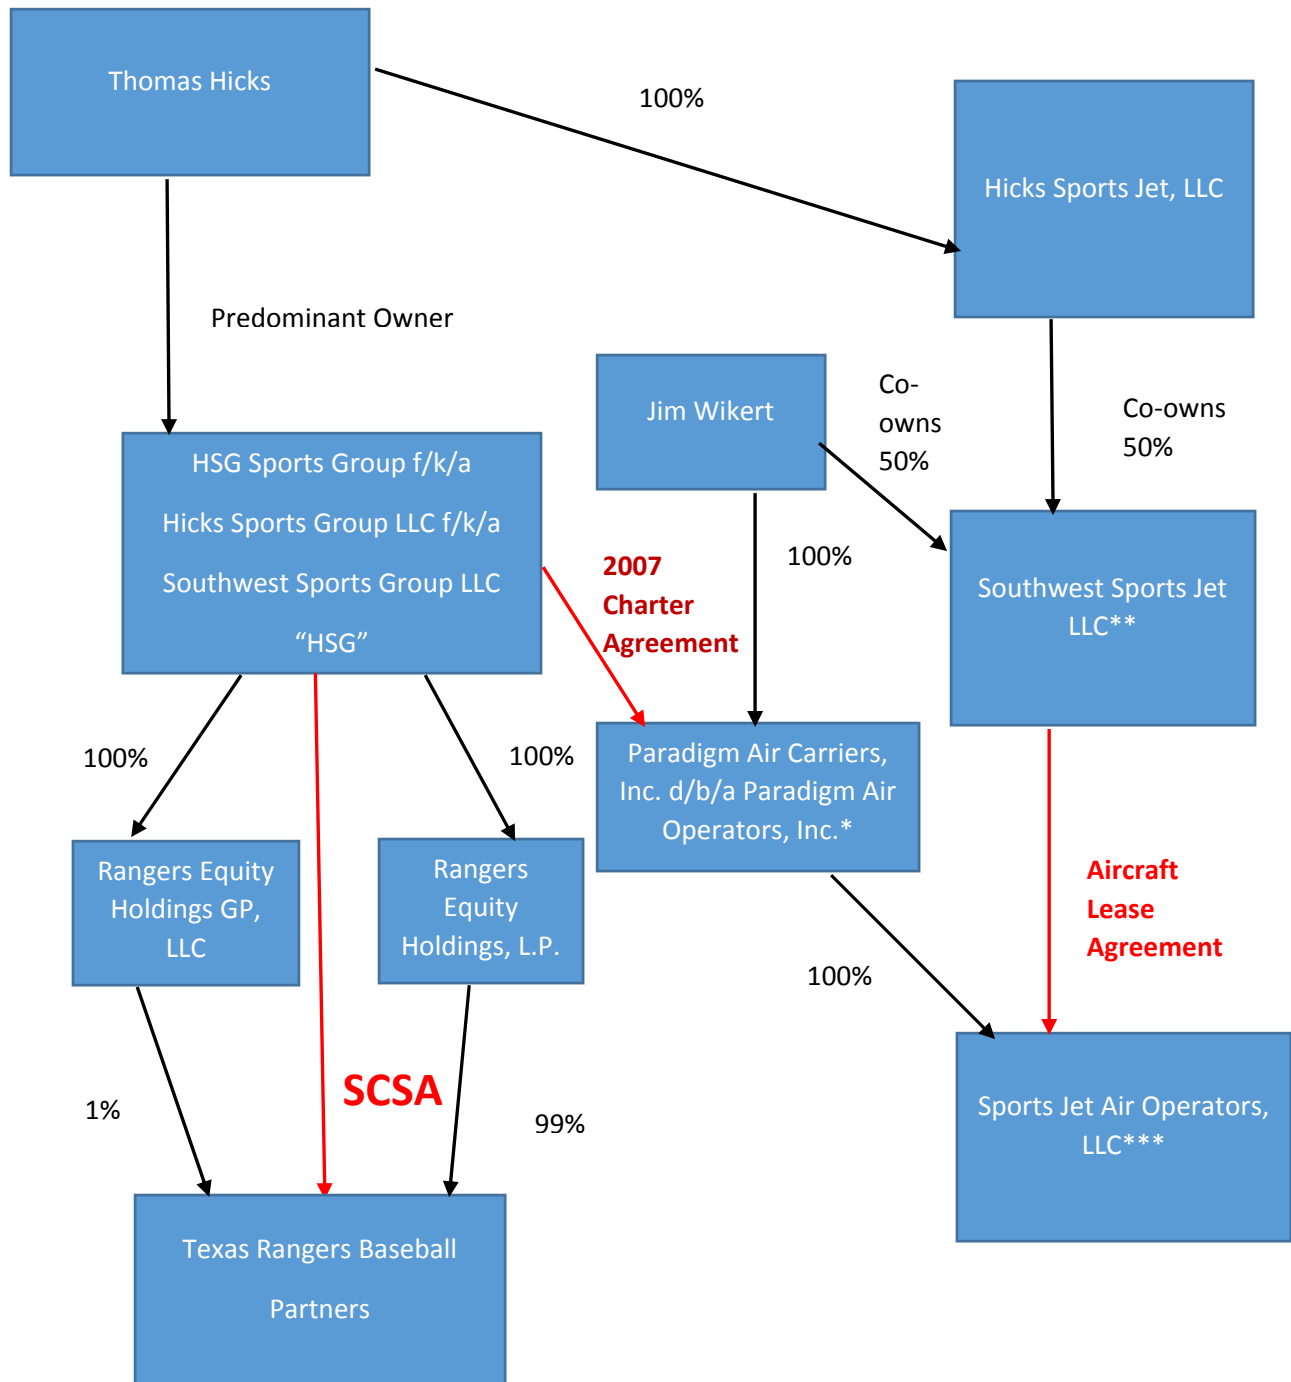 Thomas Hicks
100%
Hicks Sports Jet, LLC
Predominant Owner
Jim Wikert
Co-
owns
50%
Co-owns
50%
HSG Sports Group f/k/a
Hicks Sports Group LLC f/k/a
Southwest Sports Group LLC
“HSG”
2007
Charter
Agreement
100%
Southwest Sports Jet
LLC**
100%
100%
Paradigm Air Carriers,
Inc. d/b/a Paradigm Air
Operators, Inc.*
Rangers Equity
Holdings GP,
LLC
Rangers
Equity
Holdings, L.P.
Aircraft
Lease
Agreement
100%
1%
SCSA
99%
Sports Jet Air Operators,
LLC***
Texas Rangers Baseball
Partners